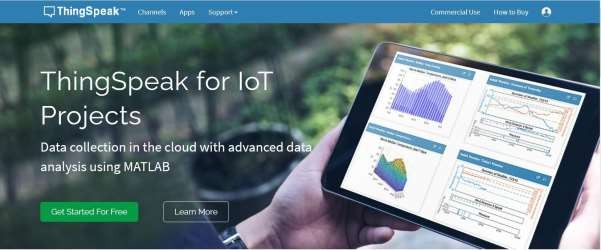 ThingSpeak™
Channels
Apps
Support
Commercial Use
How to Buy
ThingSpeak for IoT
Projects
Data collection in the cloud with advanced data
analysis using MATLAB
Get Started For Free
Learn More